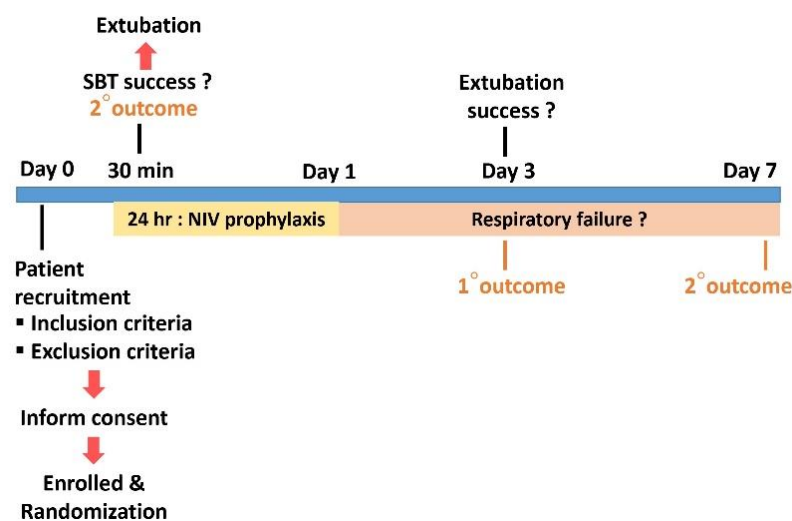 Extubation
SBT success ?
2° outcome
Extubation
success ?
Day 0
30 min
Day 1
Day 3
Day 7
24 hr : NIV prophylaxis
Respiratory failure ?
1° outcome
2° outcome
Patient
recruitment
▪ Inclusion criteria
▪ Exclusion criteria
Inform consent
Enrolled &
Randomization